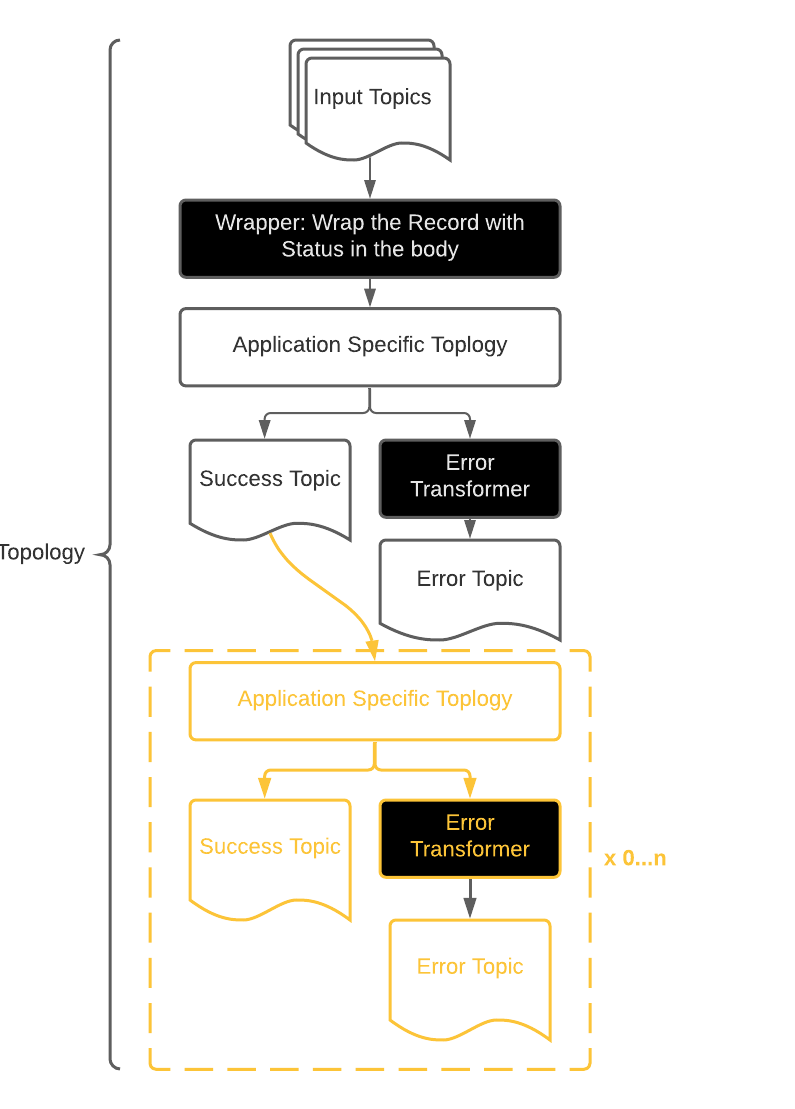 Input Topics
Wrapper: Wrap the Record with
Status in the body
Application Specific Toplogy
Success Topic
Error
Transformer
Topology
Error Topic
Application Specific Toplogy
Success Topic
Error
Transformer
x 0...n
Error Topic